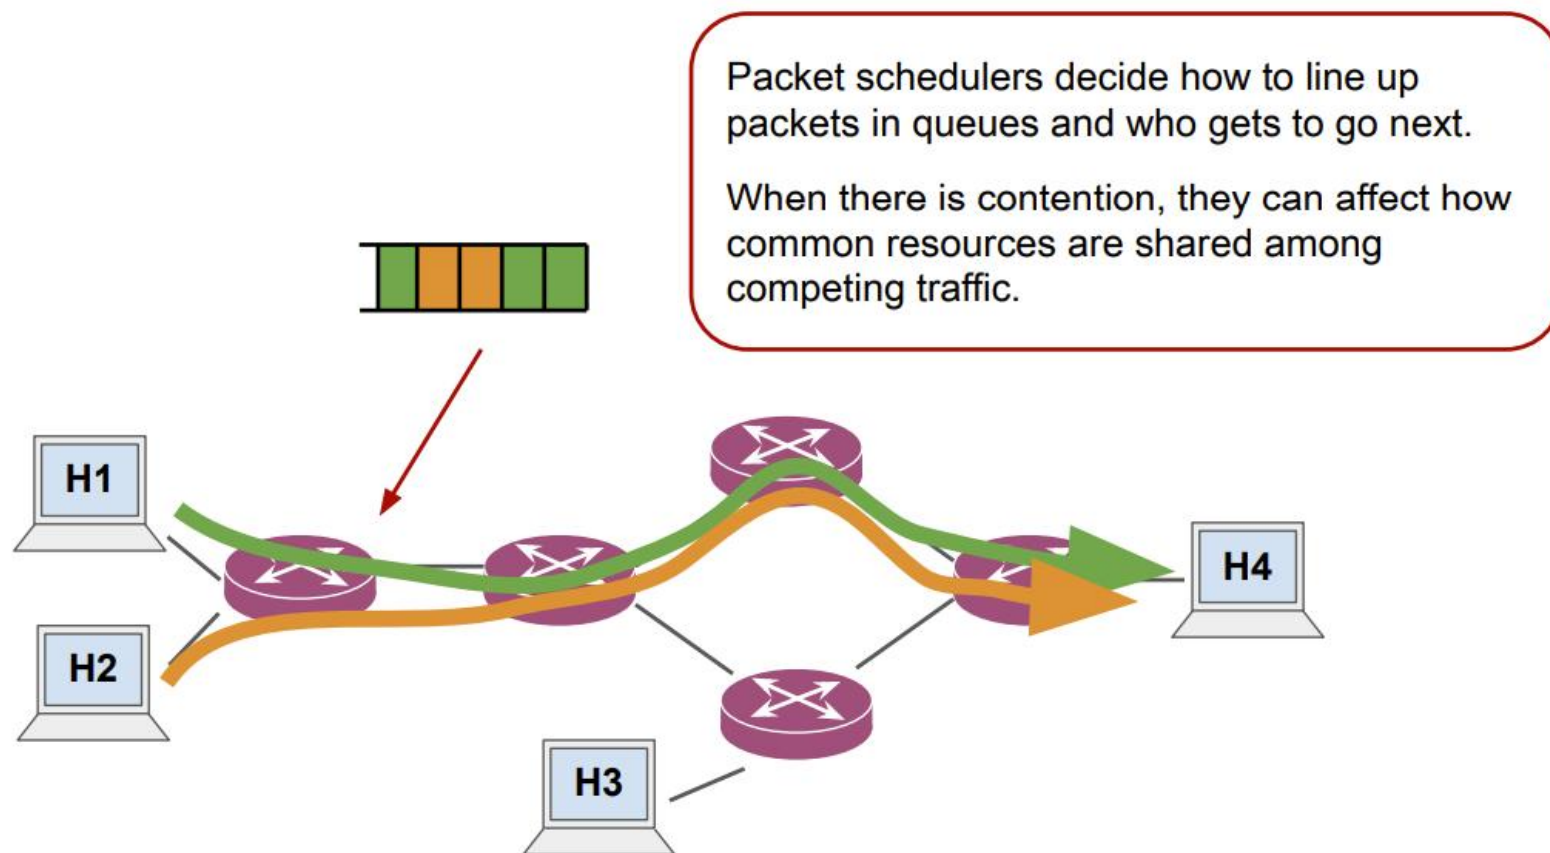 Packet schedulers decide how to line up
packets in queues and who gets to go next.
When there is contention, they can affect how
common resources are shared among
competing traffic.
H1
H4
H2
H3